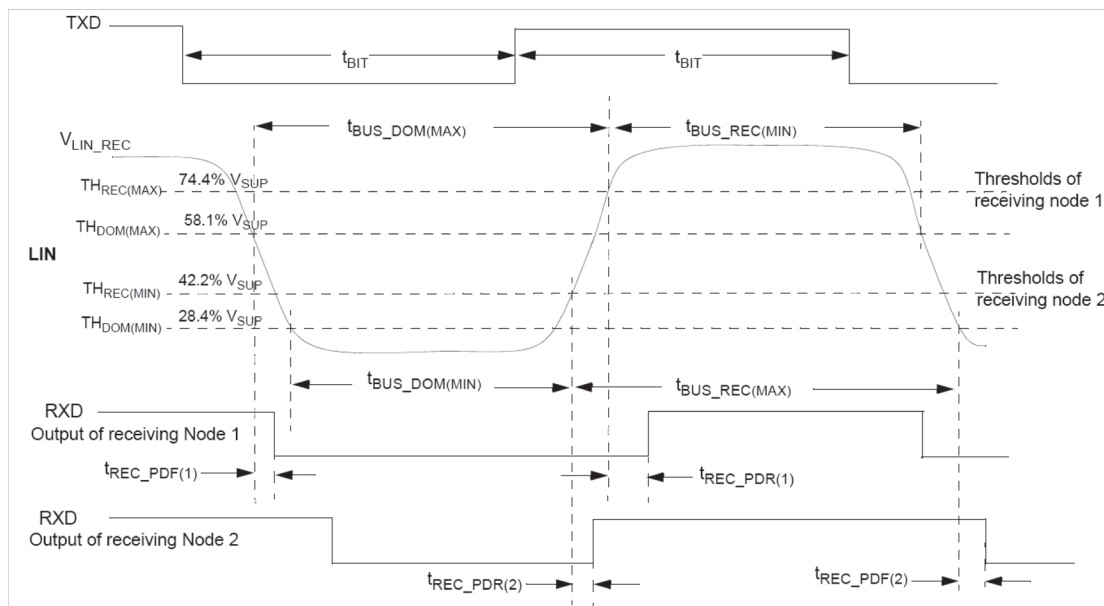 TXD
tBIT
tBIT
tBUS_DOM(MAX)
tBUS_REC(MIN)
VLIN_REC
THREC(MAX) 74.4% VSUP
Thresholds of
receiving node 1
THDOM(MAX) 58.1% VSUP
LIN
THREC(MIN) 42.2% VSUP
Thresholds of
receiving node 2
THDOM(MIN) 28.4% VSUP
tBUS_DOM(MIN)
tBUS_REC(MAX)
RXD
Output of receiving Node 1
tREC_PDF(1)
tREC_PDR(1)
RXD
Output of receiving Node 2
tREC_PDR(2)
tREC_PDF(2)